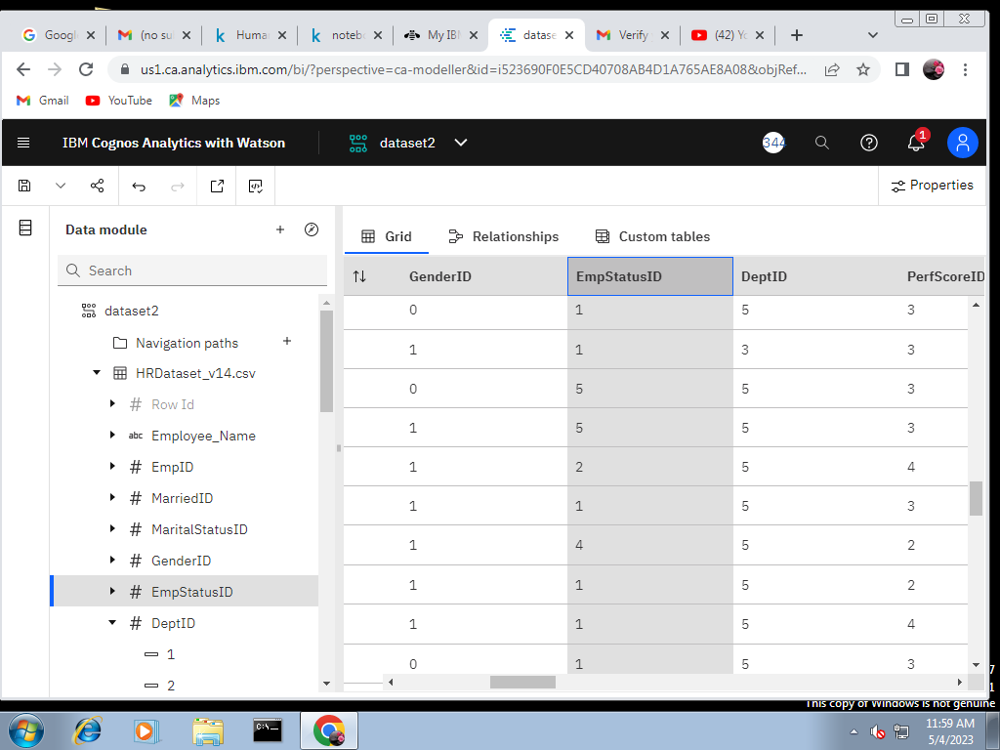 Googl
(no su
Huma
noteb
My IB
datase
Verify
(42) Yo
us1.ca.analytics.ibm.com/bi/?perspective=ca-modeller&id=i523690F0E5CD40708AB4D1A765AE8A08&objRef...
Gmail YouTube Maps
IBM Cognos Analytics with Watson dataset2 344 1
Properties
Data module
Grid Relationships Custom tables
Search
GenderID EmpStatusID DeptID PerfScoreID
dataset2
0 1 5 3
Navigation paths
1 1 3 3
HRDataset_v14.csv
0 5 5 3
# Row Id
1 5 5 3
abc Employee_Name
# EmpID
1 2 5 4
# MarriedID
1 1 5 3
# MaritalStatusID
1 4 5 2
# GenderID
1 1 5 2
# EmpStatusID
1 1 5 4
# DeptID
0 1 5 3
1
2
7
1
This copy of Windows is not genuine
C:\
11:59 AM
5/4/2023